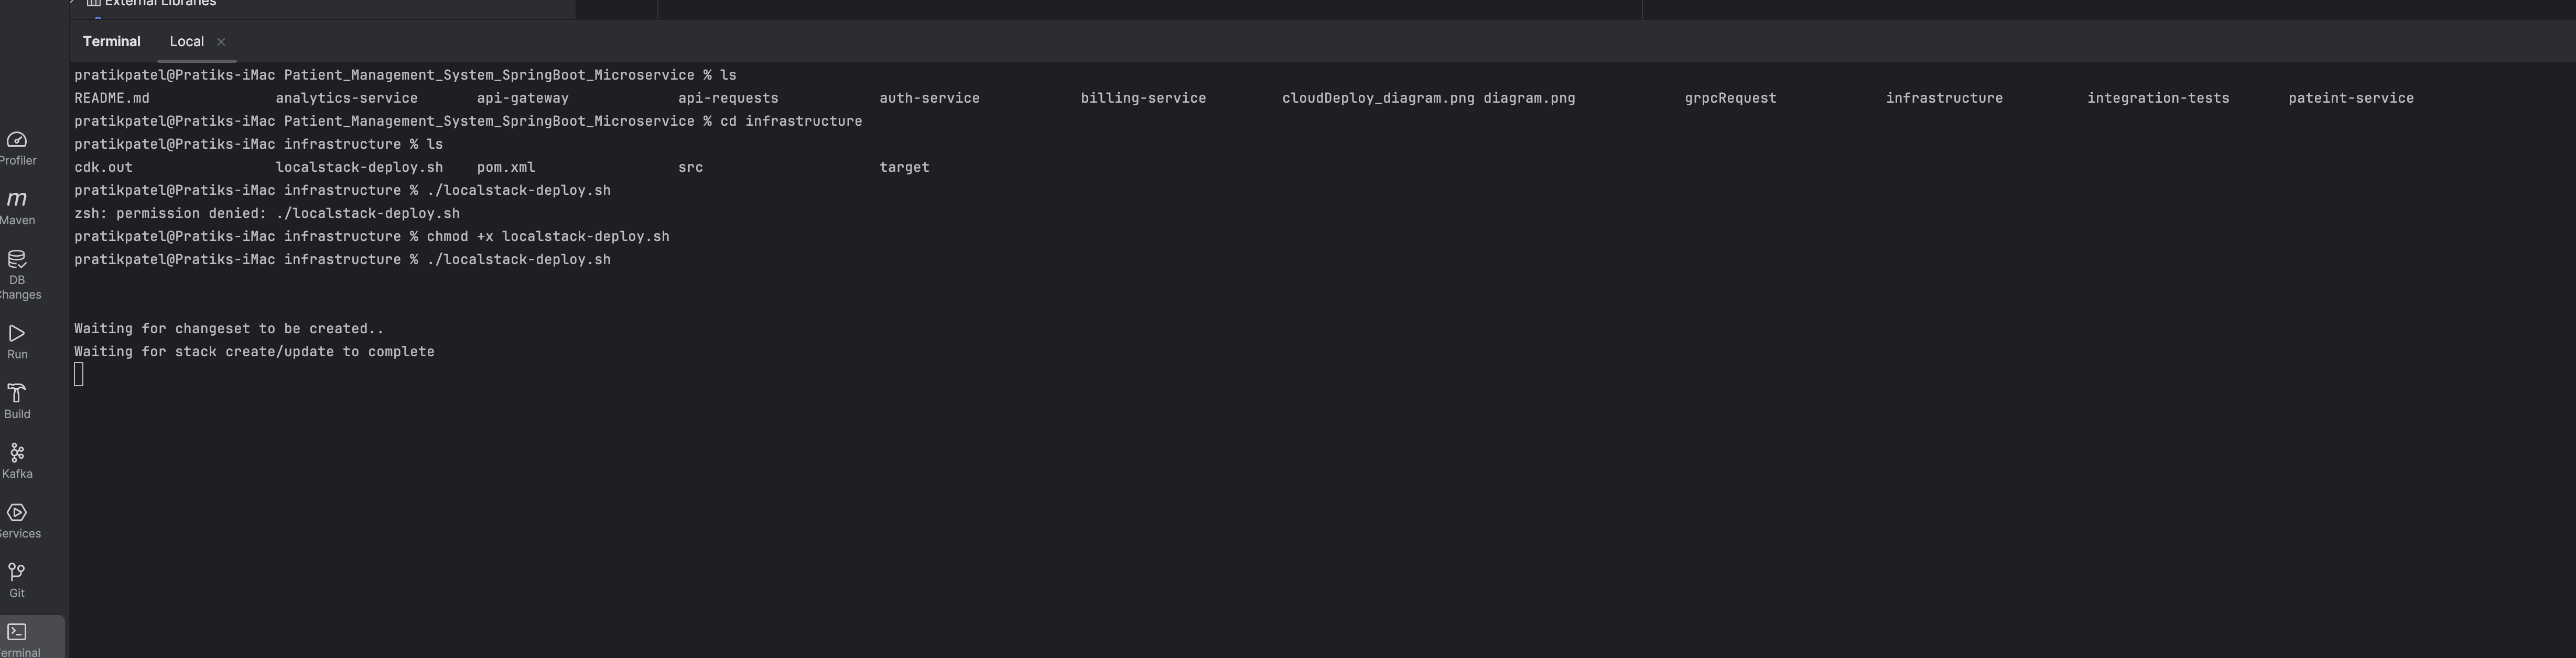 External Libraries
Terminal Local
pratikpatel@Pratiks-iMac Patient_Management_System_SpringBoot_Microservice % ls
README.md analytics-service api-gateway api-requests auth-service billing-service cloudDeploy_diagram.png diagram.png grpcRequest infrastructure integration-tests pateint-service
pratikpatel@Pratiks-iMac Patient_Management_System_SpringBoot_Microservice % cd infrastructure
pratikpatel@Pratiks-iMac infrastructure % ls
cdk.out localstack-deploy.sh pom.xml src target
pratikpatel@Pratiks-iMac infrastructure % ./localstack-deploy.sh
zsh: permission denied: ./localstack-deploy.sh
pratikpatel@Pratiks-iMac infrastructure % chmod +x localstack-deploy.sh
pratikpatel@Pratiks-iMac infrastructure % ./localstack-deploy.sh
Waiting for changeset to be created..
Waiting for stack create/update to complete
Profiler
Maven
DB
Changes
Run
Build
Kafka
Services
Git
Terminal